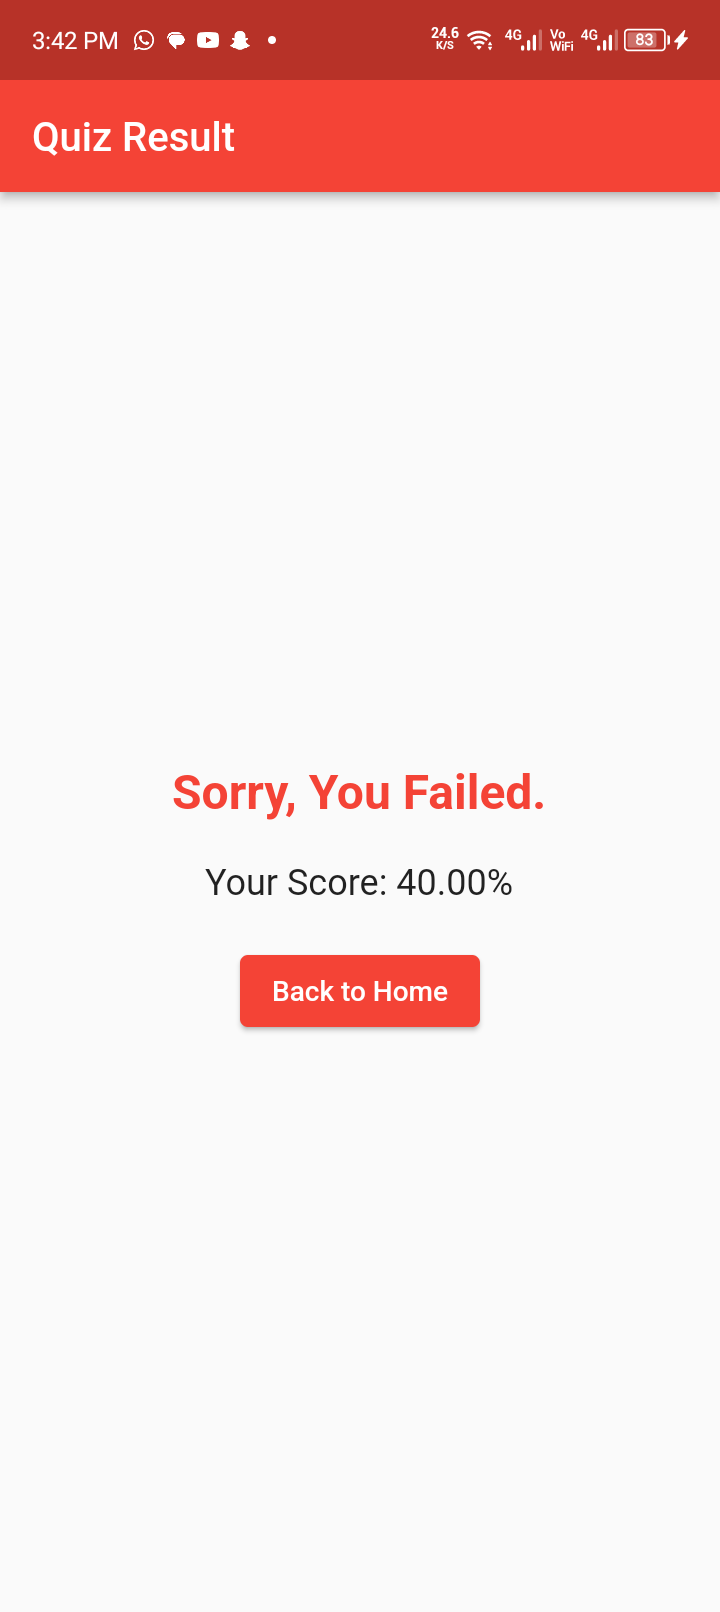 3:42 PM 24.6 K/S 4G Vo WiFi 4G 83
Quiz Result
Sorry, You Failed.
Your Score: 40.00%
Back to Home